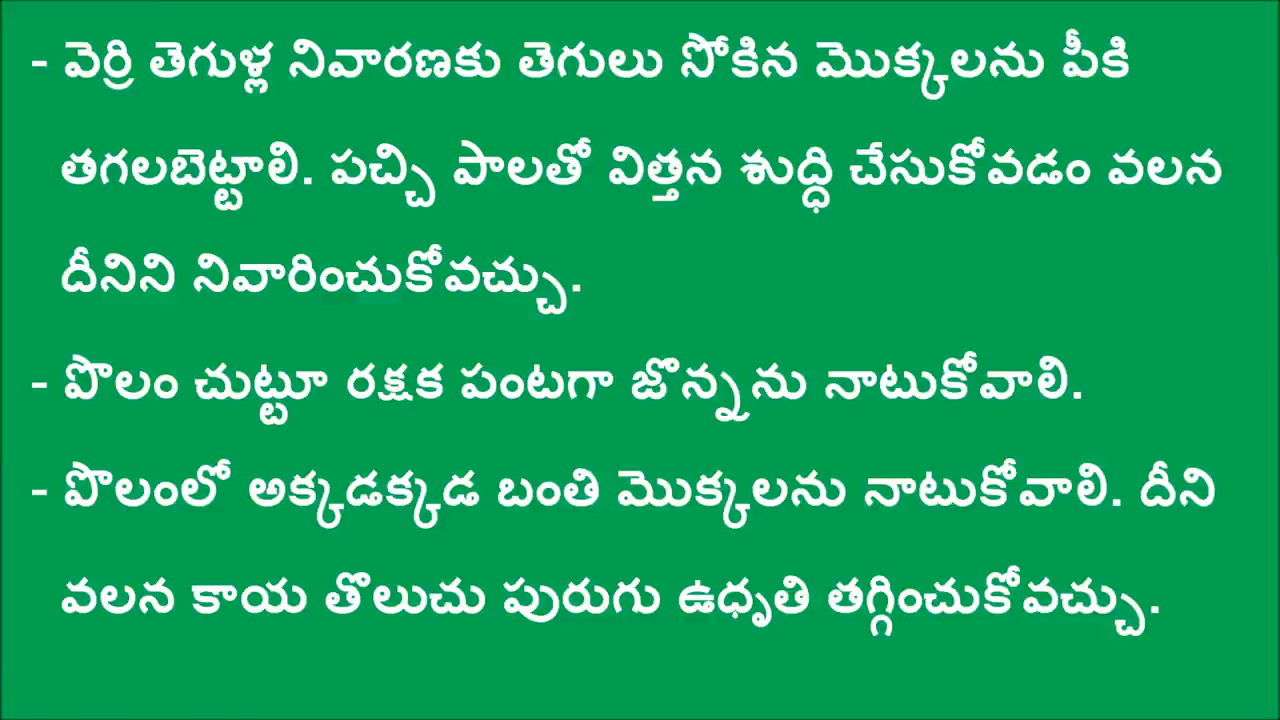 - వెర్రి తెగుళ్ల నివారణకు తెగులు సోకిన మొక్కలను పీకి
తగలబెట్టాలి. పచ్చి పాలతో విత్తన శుద్ధి చేసుకోవడం వలన
దీనిని నివారించుకోవచ్చు.
- పొలం చుట్టూ రక్షక పంటగా జొన్నను నాటుకోవాలి.
- పొలంలో అక్కడక్కడ బంతి మొక్కలను నాటుకోవాలి. దీని
వలన కాయ తొలుచు పురుగు ఉధృతి తగ్గించుకోవచ్చు.